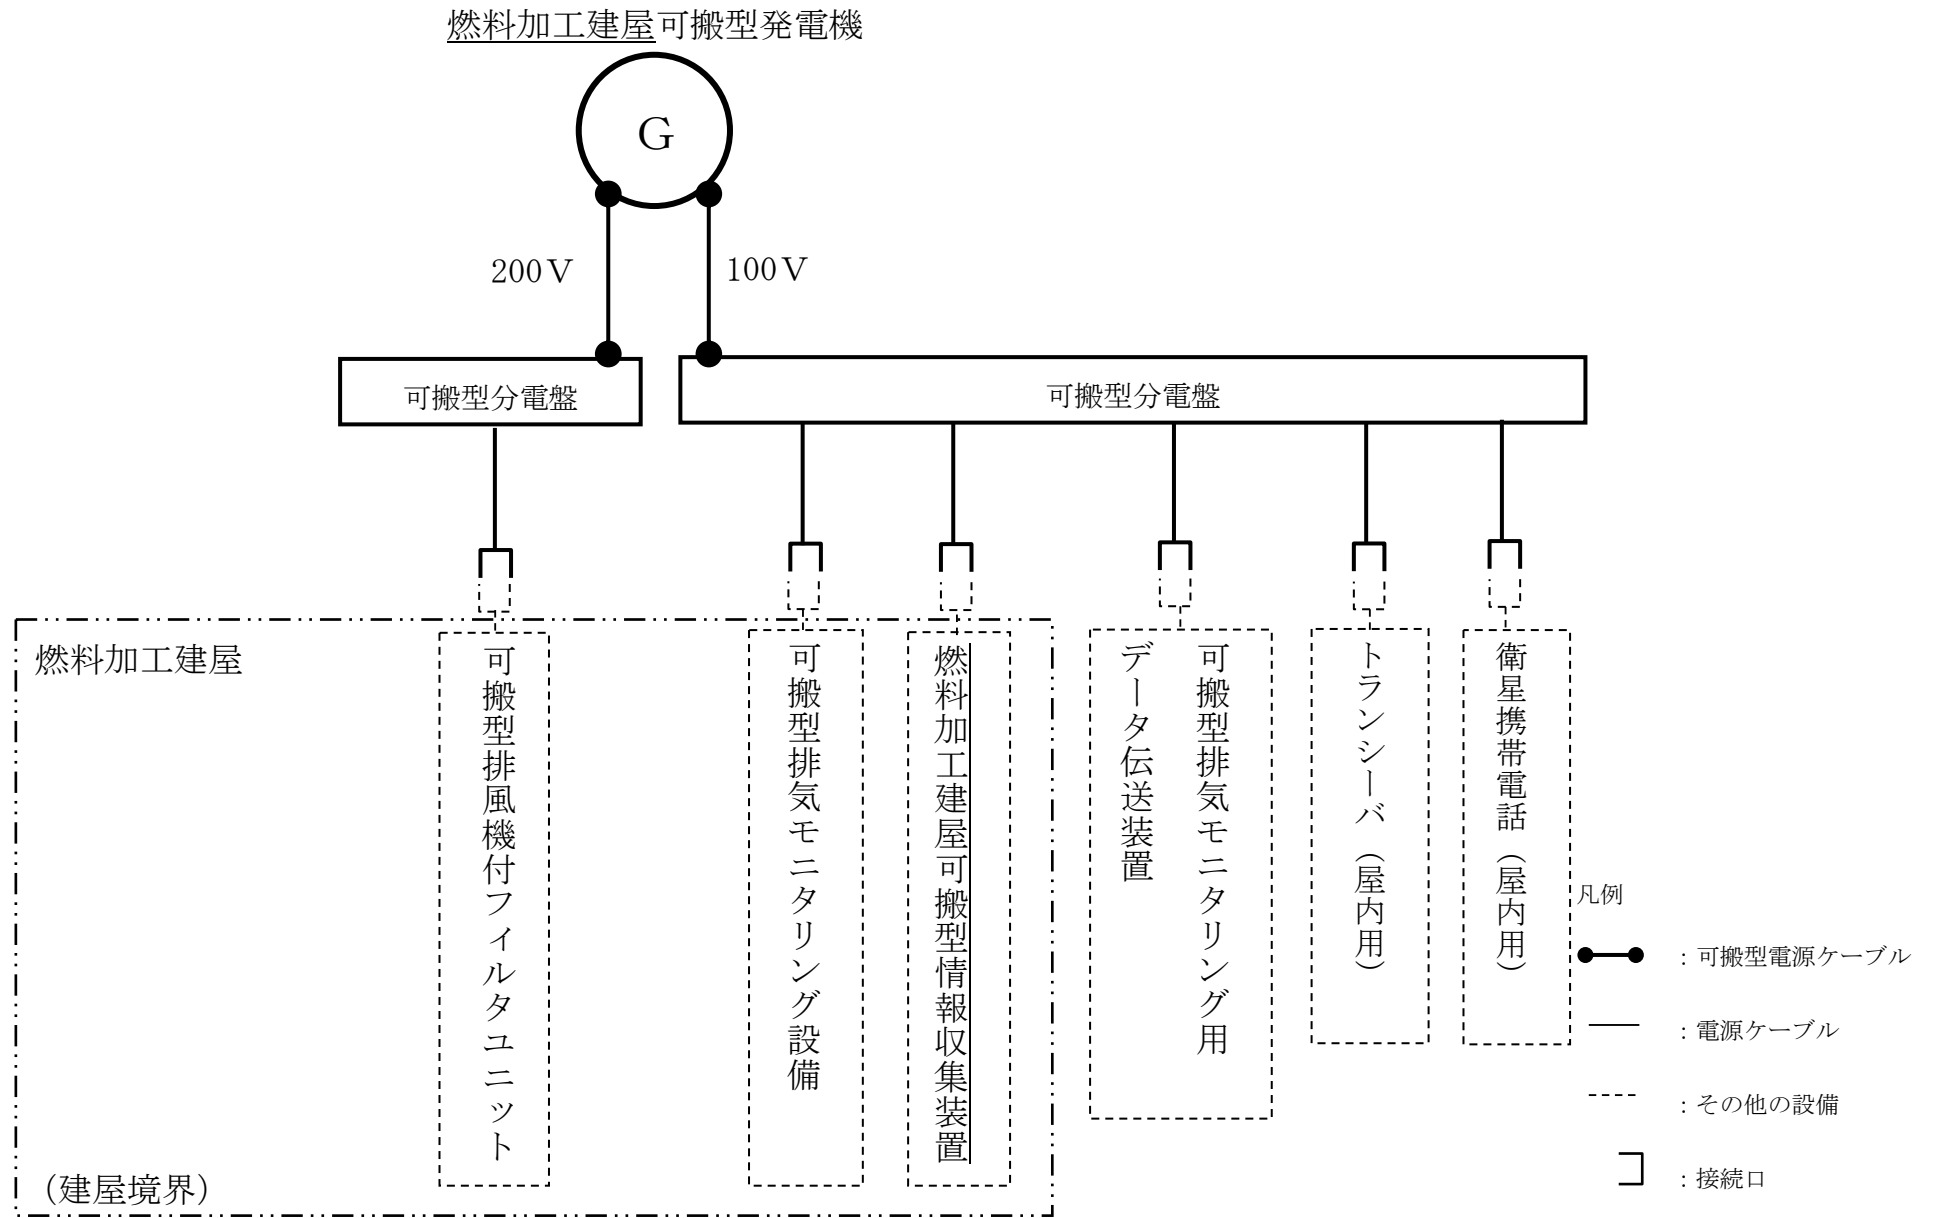 燃料加工建屋可搬型発電機
G
200V
100V
可搬型分電盤
可搬型分電盤
燃料加工建屋
可搬型排風機付フィルタユニット
可搬型排気モニタリング設備
燃料加工建屋可搬型情報収集装置
可搬型排気モニタリング用
データ伝送装置
トランシーバ（屋内用）
衛星携帯電話（屋内用）
（建屋境界）
凡例
：可搬型電源ケーブル
：電源ケーブル
：その他の設備
：接続口